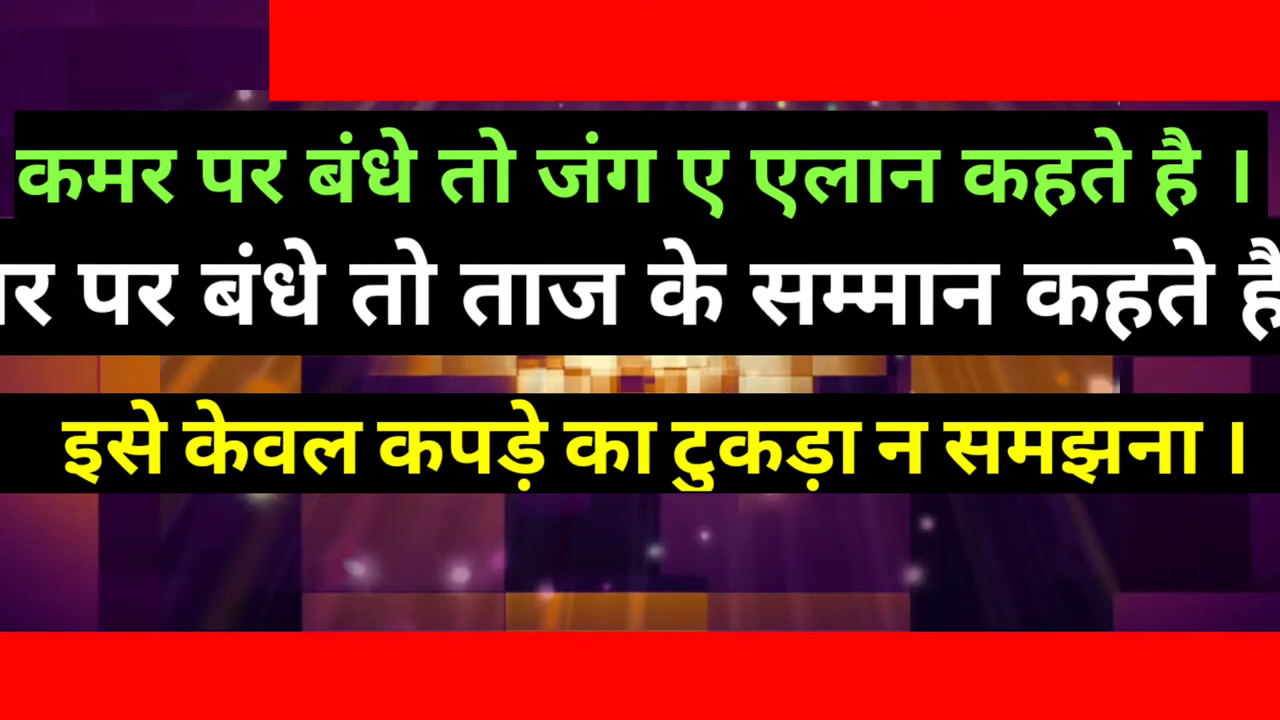 कमर पर बंधे तो जंग ए एलान कहते है ।
पर बंधे तो ताज के सम्मान कहते
इसे केवल कपड़े का टुकड़ा न समझना ।